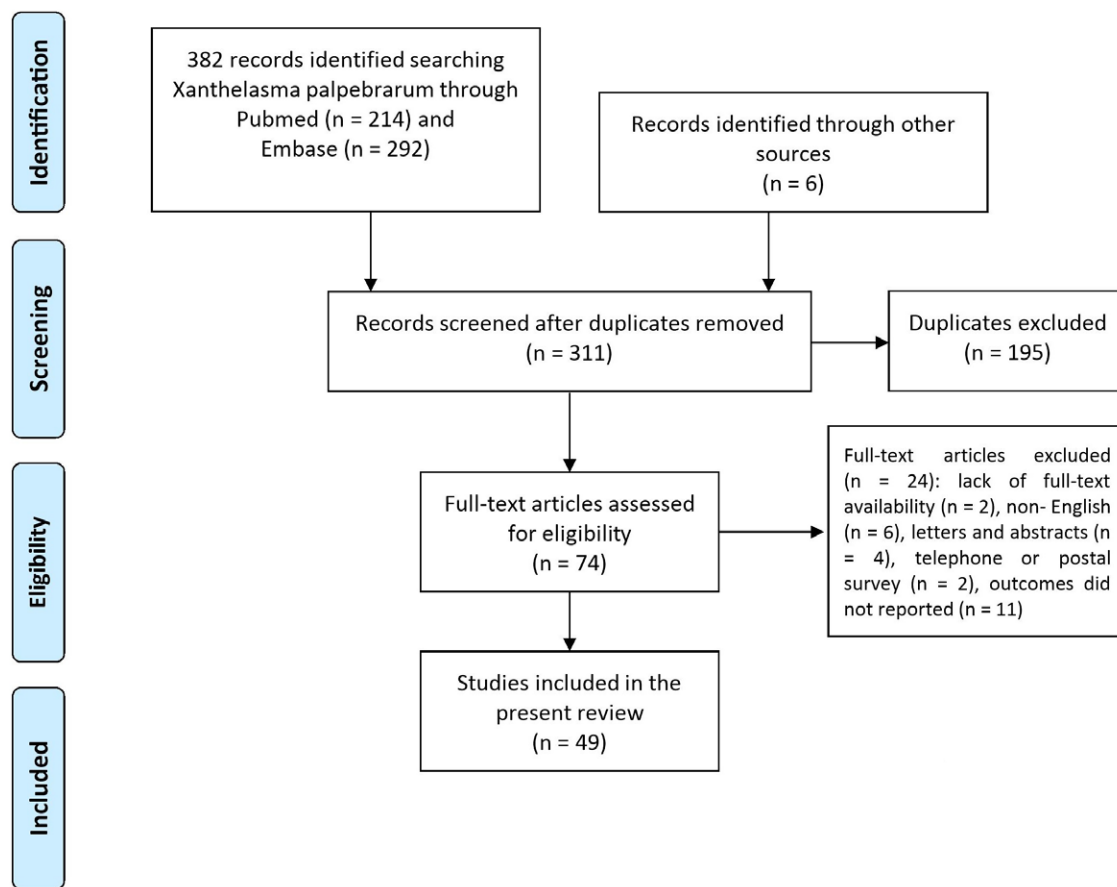 Identification
382 records identified searching
Xanthelasma palpebrarum through
Pubmed (n = 214) and
Embase (n = 292)
Records identified through other
sources
(n = 6)
Screening
Records screened after duplicates removed
(n = 311)
Duplicates excluded
(n = 195)
Eligibility
Full-text articles assessed
for eligibility
(n = 74)
Full-text articles excluded
(n = 24): lack of full-text
availability (n = 2), non- English
(n = 6), letters and abstracts (n
= 4), telephone or postal
survey (n = 2), outcomes did
not reported (n = 11)
Included
Studies included in the
present review
(n = 49)